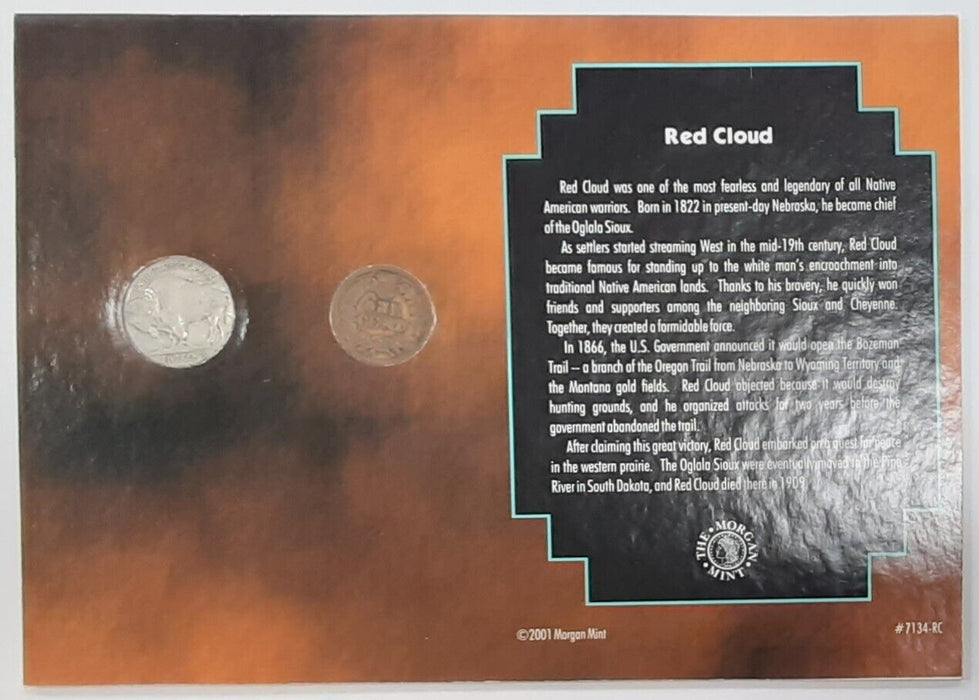 Red Cloud
Red Cloud was one of the most fearless and legendary of all Native
American warriors. Born in 1822 in present-day Nebraska, he became chief
of the Oglala Sioux.
As settlers started streaming West in the mid-19th century, Red Cloud
became famous for standing up to the white man's encroachment into
traditional Native American lands. Thanks to his bravery, he quickly won
friends and supporters among the neighboring Sioux and Cheyenne.
Together, they created a formidable force.
In 1866, the U.S. Government announced it would open the Bozeman
Trail – a branch of the Oregon Trail from Nebraska to Wyoming Territory and
the Montana gold fields. Red Cloud objected because it would destroy
hunting grounds, and he organized attacks for two years before the
government abandoned the trail.
After claiming this great victory, Red Cloud embarked on a quest for peace
in the western prairie. The Oglala Sioux were eventually moved to the Pine
River in South Dakota, and Red Cloud died there in 1909.
THE MORGAN
MINT
©2001 Morgan Mint
#7134-RC